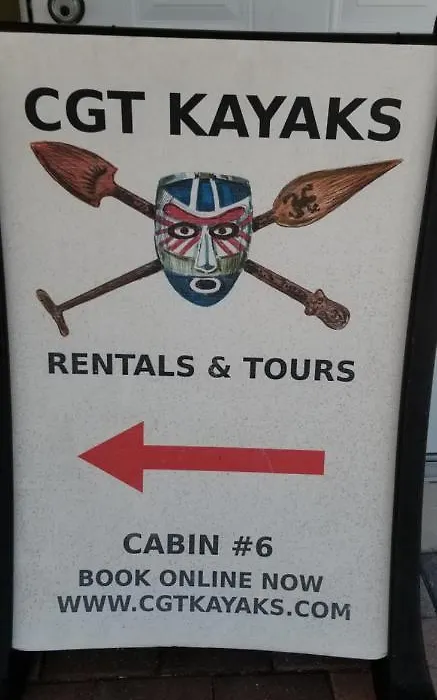 CGT KAYAKS
RENTALS & TOURS
CABIN #6
BOOK ONLINE NOW
WWW.CGTKAYAKS.COM